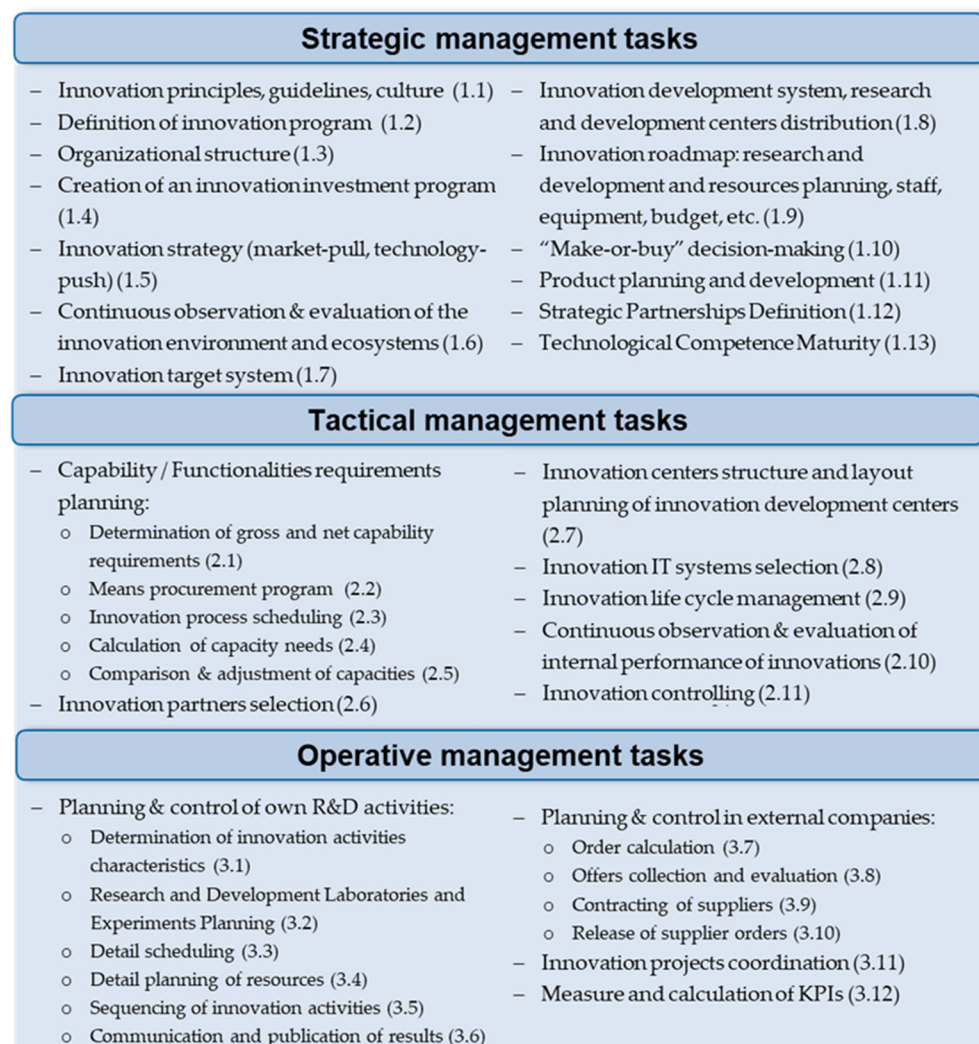 Strategic management tasks
– Innovation principles, guidelines, culture (1.1)
– Definition of innovation program (1.2)
– Organizational structure (1.3)
– Creation of an innovation investment program
(1.4)
– Innovation strategy (market-pull, technology-
push) (1.5)
– Continuous observation & evaluation of the
innovation environment and ecosystems (1.6)
– Innovation target system (1.7)
– Innovation development system, research
and development centers distribution (1.8)
– Innovation roadmap: research and
development and resources planning, staff,
equipment, budget, etc. (1.9)
– “Make-or-buy” decision-making (1.10)
– Product planning and development (1.11)
– Strategic Partnerships Definition (1.12)
– Technological Competence Maturity (1.13)
Tactical management tasks
– Capability / Functionalities requirements
planning:
o Determination of gross and net capability
requirements (2.1)
o Means procurement program (2.2)
o Innovation process scheduling (2.3)
o Calculation of capacity needs (2.4)
o Comparison & adjustment of capacities (2.5)
– Innovation partners selection (2.6)
– Innovation centers structure and layout
planning of innovation development centers
(2.7)
– Innovation IT systems selection (2.8)
– Innovation life cycle management (2.9)
– Continuous observation & evaluation of
internal performance of innovations (2.10)
– Innovation controlling (2.11)
Operative management tasks
– Planning & control of own R&D activities:
o Determination of innovation activities
characteristics (3.1)
o Research and Development Laboratories and
Experiments Planning (3.2)
o Detail scheduling (3.3)
o Detail planning of resources (3.4)
o Sequencing of innovation activities (3.5)
o Communication and publication of results (3.6)
– Planning & control in external companies:
o Order calculation (3.7)
o Offers collection and evaluation (3.8)
o Contracting of suppliers (3.9)
o Release of supplier orders (3.10)
– Innovation projects coordination (3.11)
– Measure and calculation of KPIs (3.12)